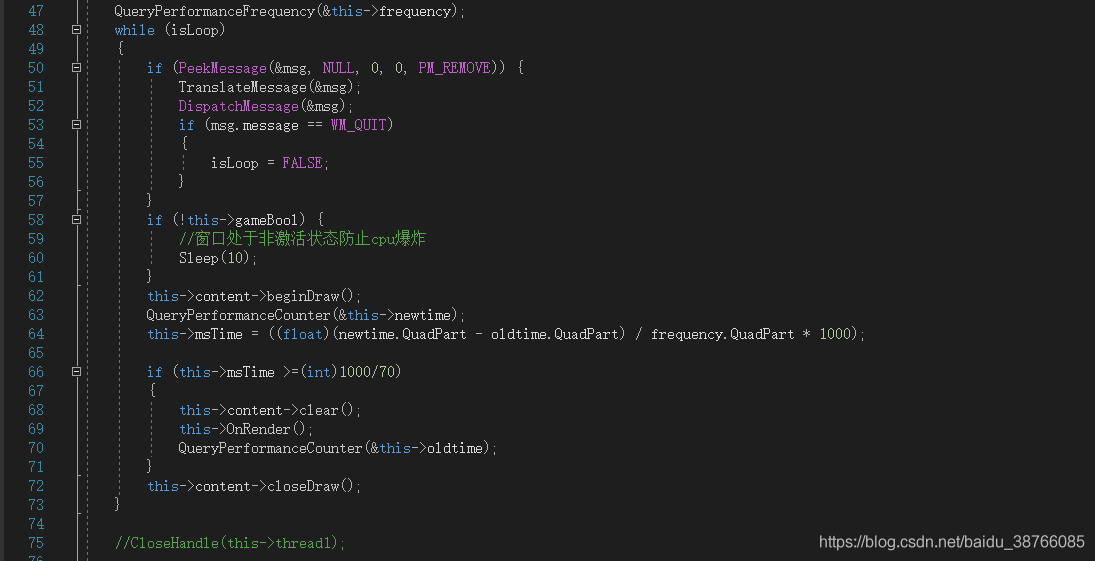 47 QueryPerformanceFrequency(&this->frequency);
48 while (isLoop)
49 {
50 if (PeekMessage(&msg, NULL, 0, 0, PM_REMOVE)) {
51 TranslateMessage(&msg);
52 DispatchMessage(&msg);
53 if (msg.message == WM_QUIT)
54 {
55 isLoop = FALSE;
56 }
57 }
58 if (!this->gameBool) {
59 //窗口处于非激活状态防止cpu爆炸
60 Sleep(10);
61 }
62 this->content->beginDraw();
63 QueryPerformanceCounter(&this->newtime);
64 this->msTime = ((float)(newtime.QuadPart - oldtime.QuadPart) / frequency.QuadPart * 1000);
65
66 if (this->msTime >=(int)1000/70)
67 {
68 this->content->clear();
69 this->OnRender();
70 QueryPerformanceCounter(&this->oldtime);
71 }
72 this->content->closeDraw();
73 }
74
75 //CloseHandle(this->thread1);
76
https://blog.csdn.net/baidu_38766085